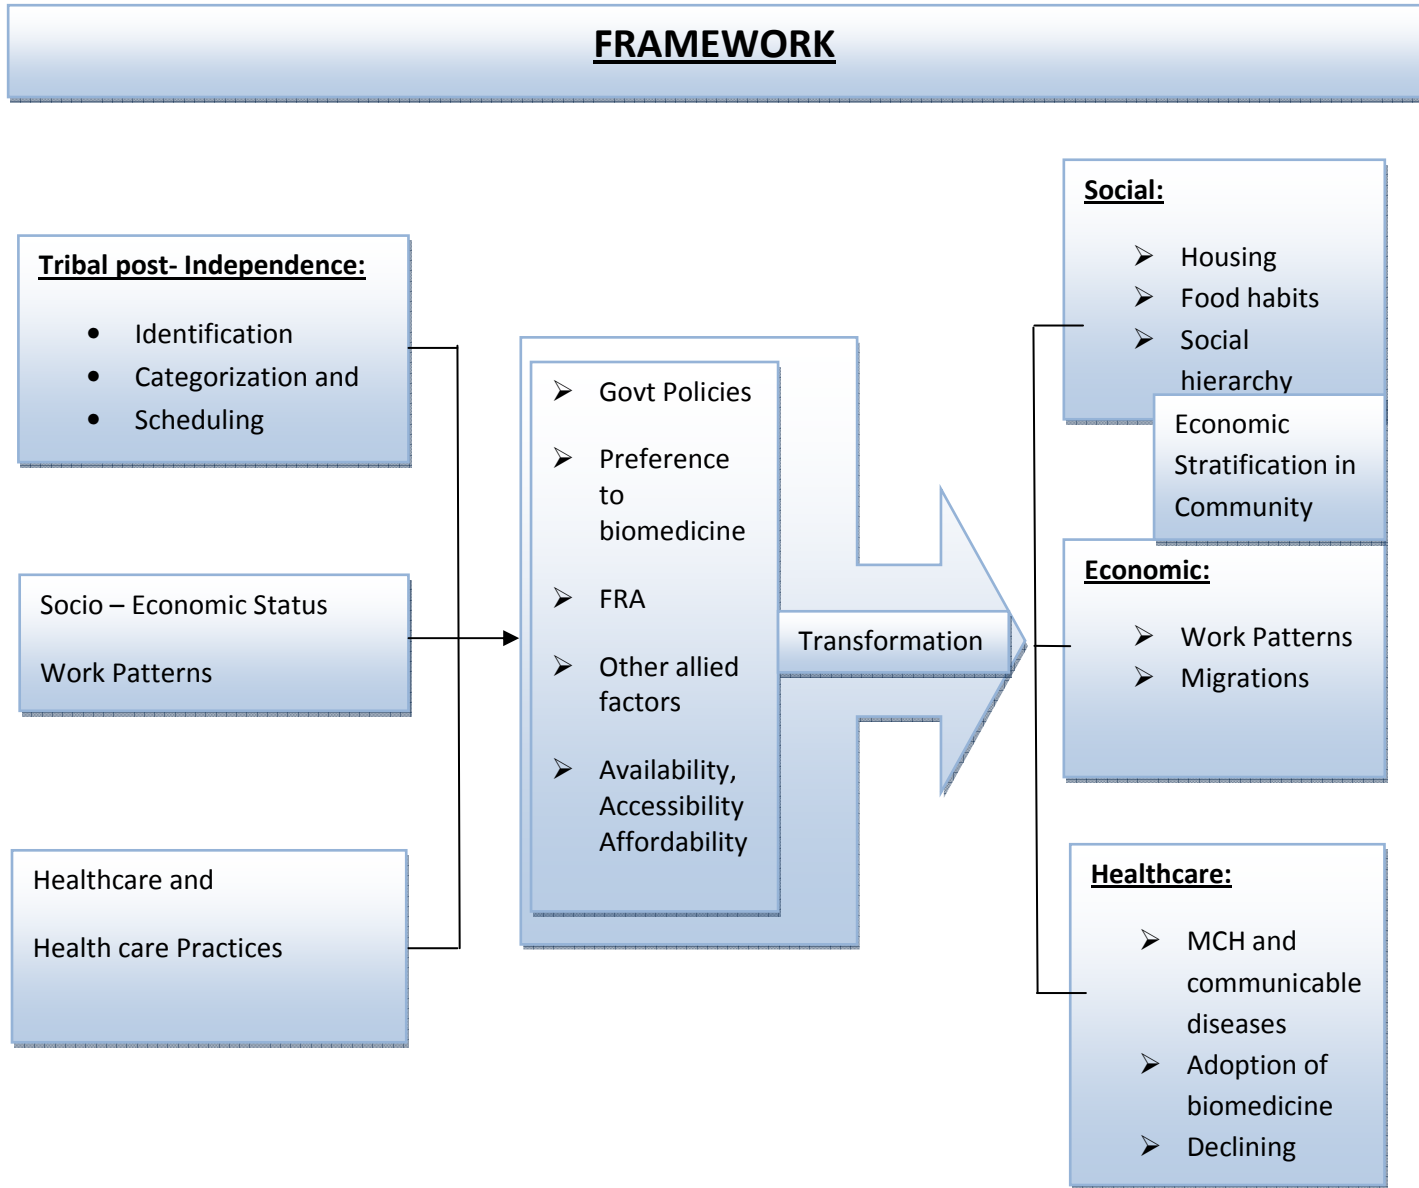 FRAMEWORK
Tribal post- Independence:
• Identification
• Categorization and
• Scheduling
Socio – Economic Status
Work Patterns
Healthcare and
Health care Practices
➢ Govt Policies
➢ Preference
to
biomedicine
➢ FRA
➢ Other allied
factors
➢ Availability,
Accessibility
Affordability
Transformation
Social:
➢ Housing
➢ Food habits
➢ Social
hierarchy
Economic
Stratification in
Community
Economic:
➢ Work Patterns
➢ Migrations
Healthcare:
➢ MCH and
communicable
diseases
➢ Adoption of
biomedicine
➢ Declining